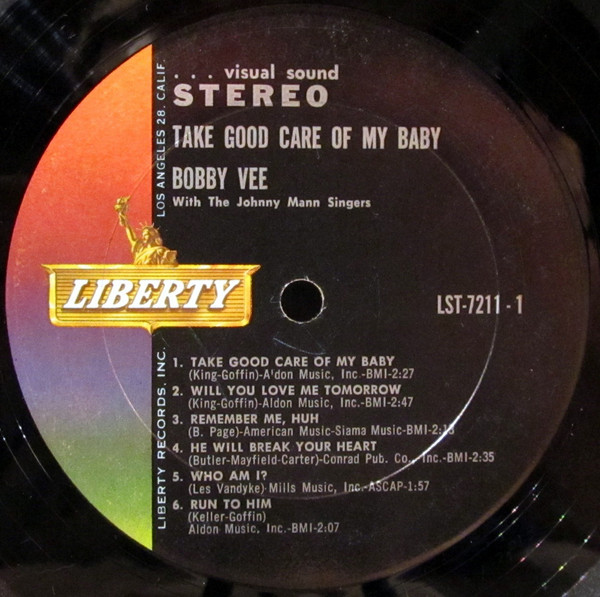 . . . visual sound
STEREO
TAKE GOOD CARE OF MY BABY
BOBBY VEE
With The Johnny Mann Singers
LOS ANGELES 28, CALIF.
LIBERTY
LST-7211-1
LIBERTY RECORDS, INC.
1. TAKE GOOD CARE OF MY BABY
(King-Goffin)-Aldon Music, Inc.-BMI-2:27
2. WILL YOU LOVE ME TOMORROW
(King-Goffin)-Aldon Music, Inc.-BMI-2:47
3. REMEMBER ME, HUH
(B. Page)-American Music-Siama Music-BMI
4. HE WILL BREAK YOUR HEART
(Butler-Mayfield-Carter)-Conrad Pub. Co., Inc.-BMI-2:35
5. WHO AM I?
(Les Vandyke)-Mills Music, Inc.-ASCAP-1:57
6. RUN TO HIM
(Keller-Goffin)
Aldon Music, Inc.-BMI-2:07